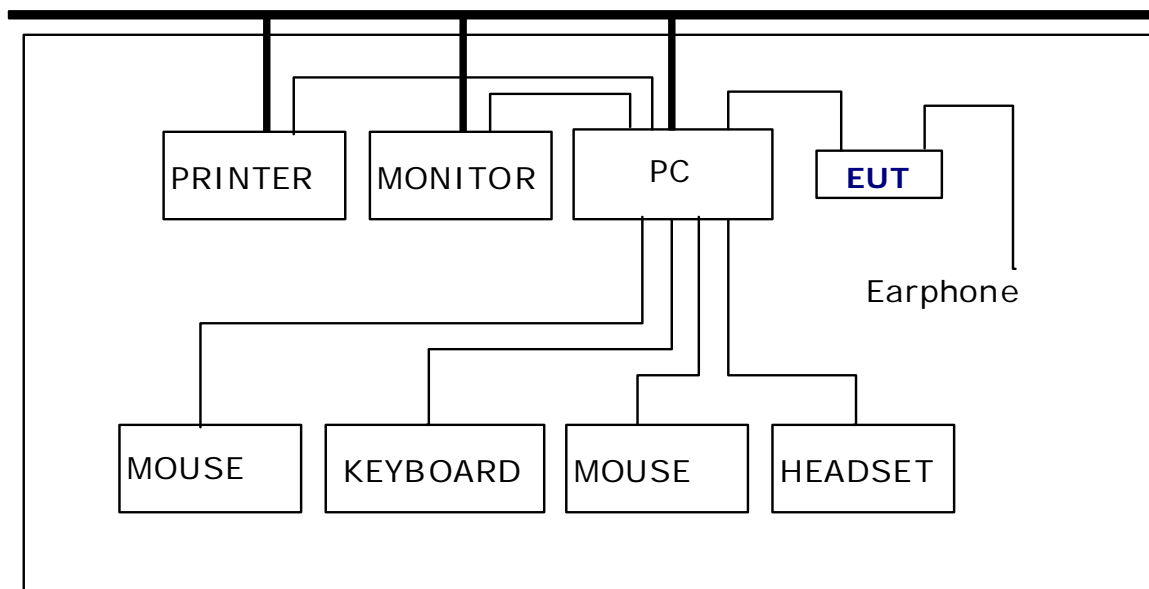 PRINTER
MONITOR
PC
EUT
Earphone
MOUSE
KEYBOARD
MOUSE
HEADSET